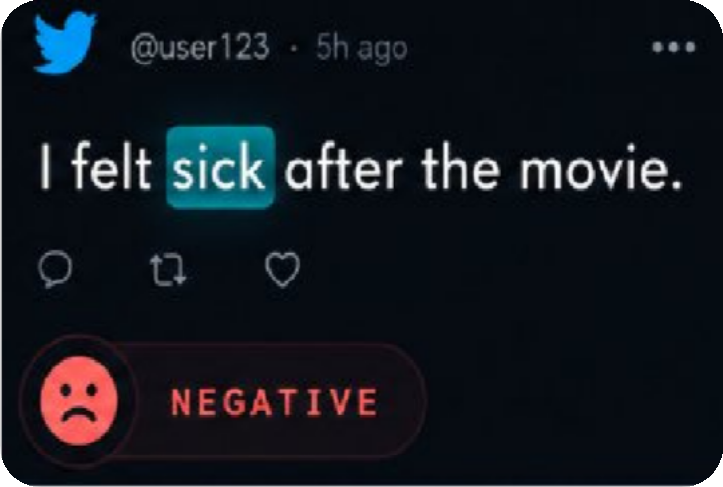 @user123 · 5h ago
I felt sick after the movie.
NEGATIVE